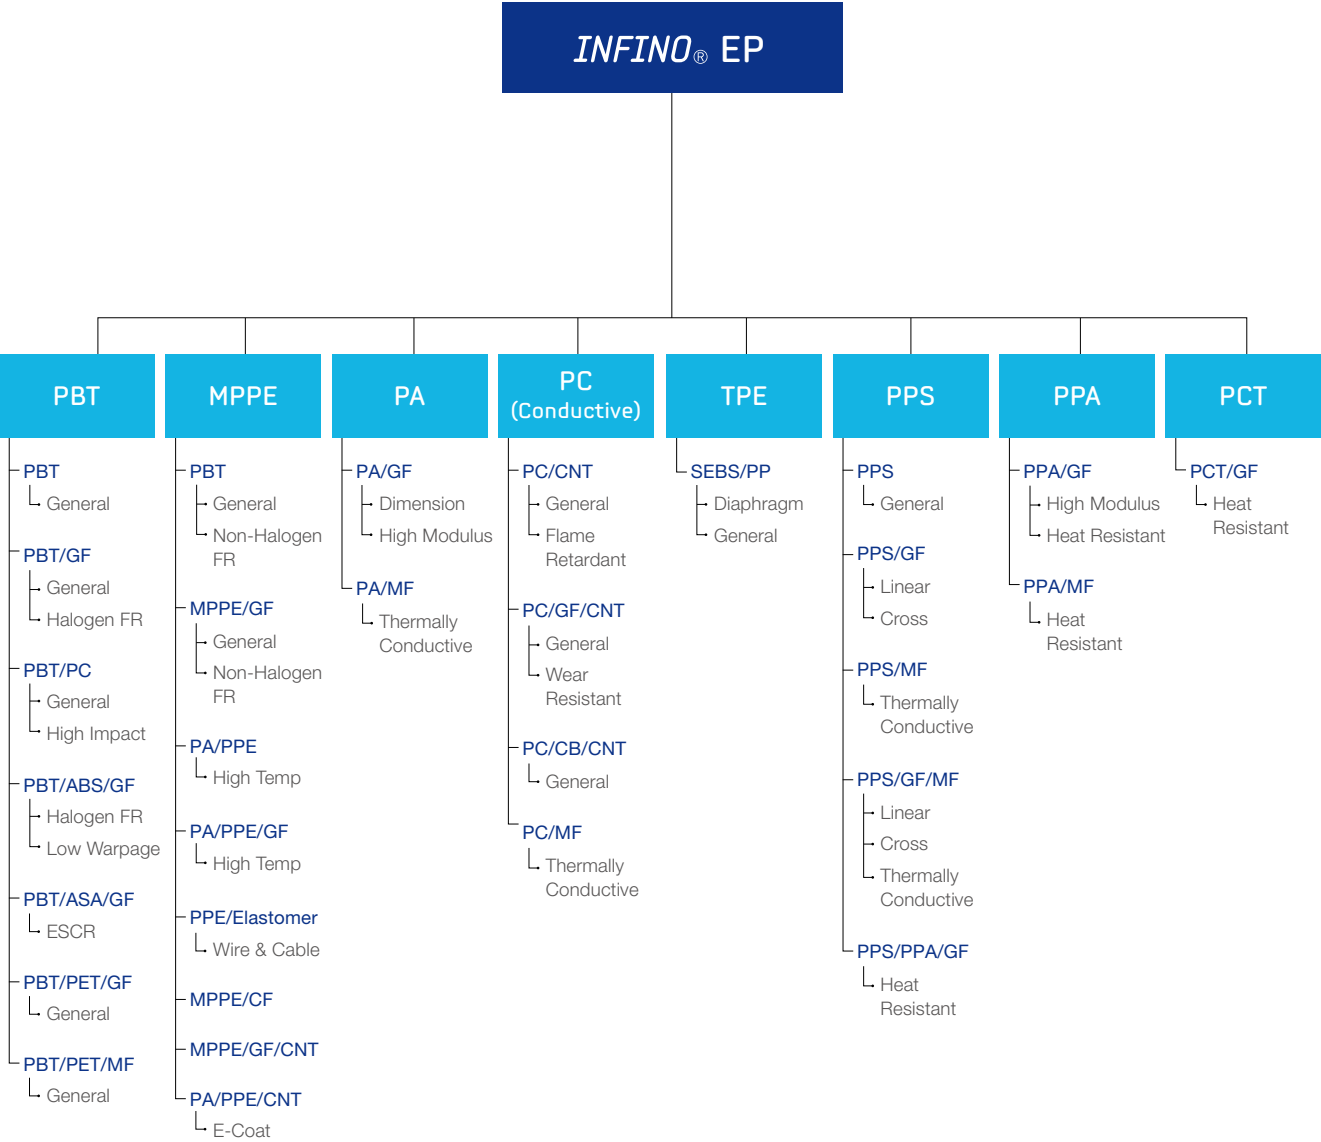 INFINO® EP
PBT
PBT
General
PBT/GF
General
Halogen FR
PBT/PC
General
High Impact
PBT/ABS/GF
Halogen FR
Low Warpage
PBT/ASA/GF
ESCR
PBT/PET/GF
General
PBT/PET/MF
General
MPPE
PBT
General
Non-Halogen
FR
MPPE/GF
General
Non-Halogen
FR
PA/PPE
High Temp
PA/PPE/GF
High Temp
PPE/Elastomer
Wire & Cable
MPPE/CF
MPPE/GF/CNT
PA/PPE/CNT
E-Coat
PA
PA/GF
Dimension
High Modulus
PA/MF
Thermally
Conductive
PC
(Conductive)
PC/CNT
General
Flame
Retardant
PC/GF/CNT
General
Wear
Resistant
PC/CB/CNT
General
PC/MF
Thermally
Conductive
TPE
SEBS/PP
Diaphragm
General
PPS
PPS
General
PPS/GF
Linear
Cross
PPS/MF
Thermally
Conductive
PPS/GF/MF
Linear
Cross
Thermally
Conductive
PPS/PPA/GF
Heat
Resistant
PPA
PPA/GF
High Modulus
Heat Resistant
PPA/MF
Heat
Resistant
PCT
PCT/GF
Heat
Resistant